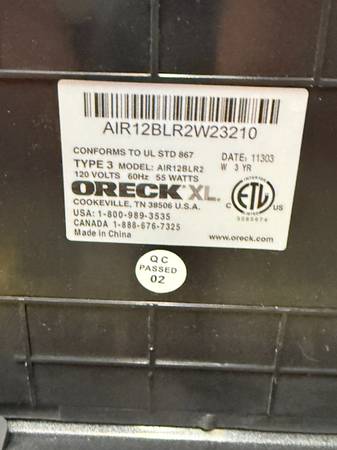 AIR12BLR2W23210
CONFORMS TO UL STD 867
TYPE 3 MODEL: AIR12BLR2
120 VOLTS 60Hz 55 WATTS
DATE: 11303
W 3 YR
ORECK XL.
COOKEVILLE, TN 38506 U.S.A.
USA: 1-800-989-3535
CANADA 1-888-676-7325
Made in China
C ETL US
www.oreck.com
QC
PASSED
02